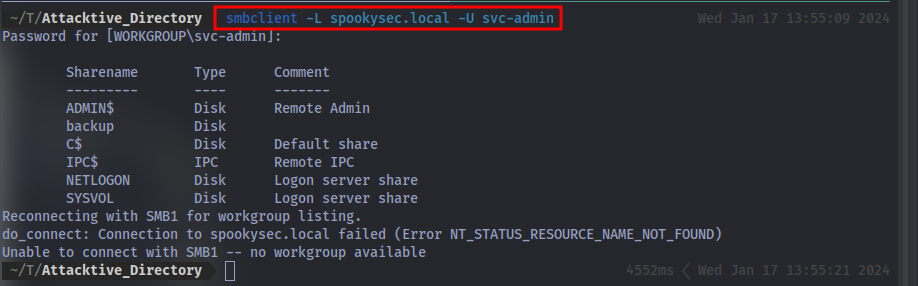 ~/T/Attacktive_Directory smbclient -L spookysec.local -U svc-admin Wed Jan 17 13:55:09 2024
Password for [WORKGROUP\svc-admin]:
Sharename Type Comment
--------- ---- -------
ADMIN$ Disk Remote Admin
backup Disk
C$ Disk Default share
IPC$ IPC Remote IPC
NETLOGON Disk Logon server share
SYSVOL Disk Logon server share
Reconnecting with SMB1 for workgroup listing.
do_connect: Connection to spookysec.local failed (Error NT_STATUS_RESOURCE_NAME_NOT_FOUND)
Unable to connect with SMB1 -- no workgroup available
~/T/Attacktive_Directory 4552ms Wed Jan 17 13:55:21 2024